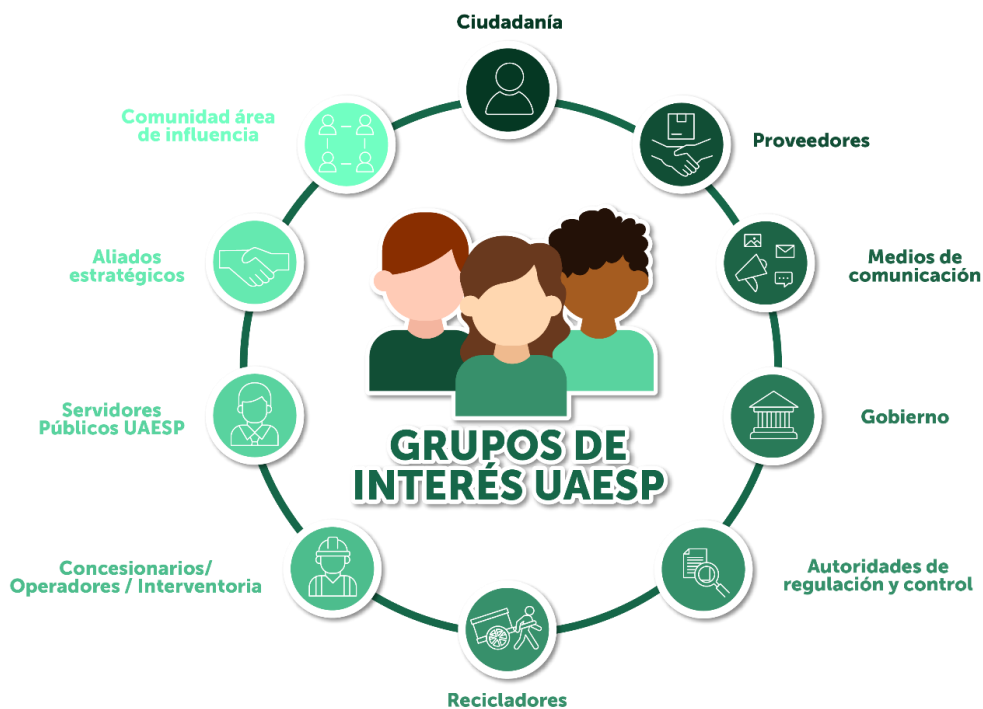 Ciudadanía
Proveedores
Medios de
comunicación
Gobierno
Autoridades de
regulación y control
Recicladores
Concesionarios/
Operadores / Interventoria
Servidores
Públicos UAESP
Aliados
estratégicos
Comunidad área
de influencia
GRUPOS DE
INTERÉS UAESP